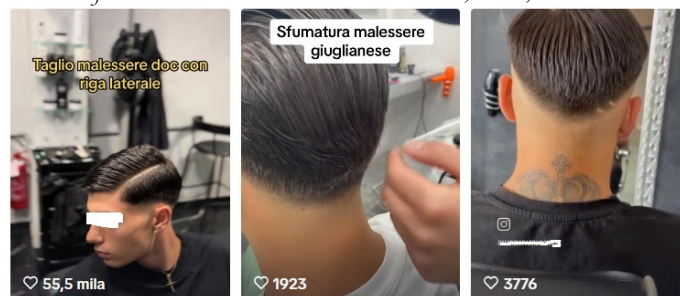 Taglio malessere doc con
riga laterale
Sfumatura malessere
giuglianese
55,5 mila
1923
3776